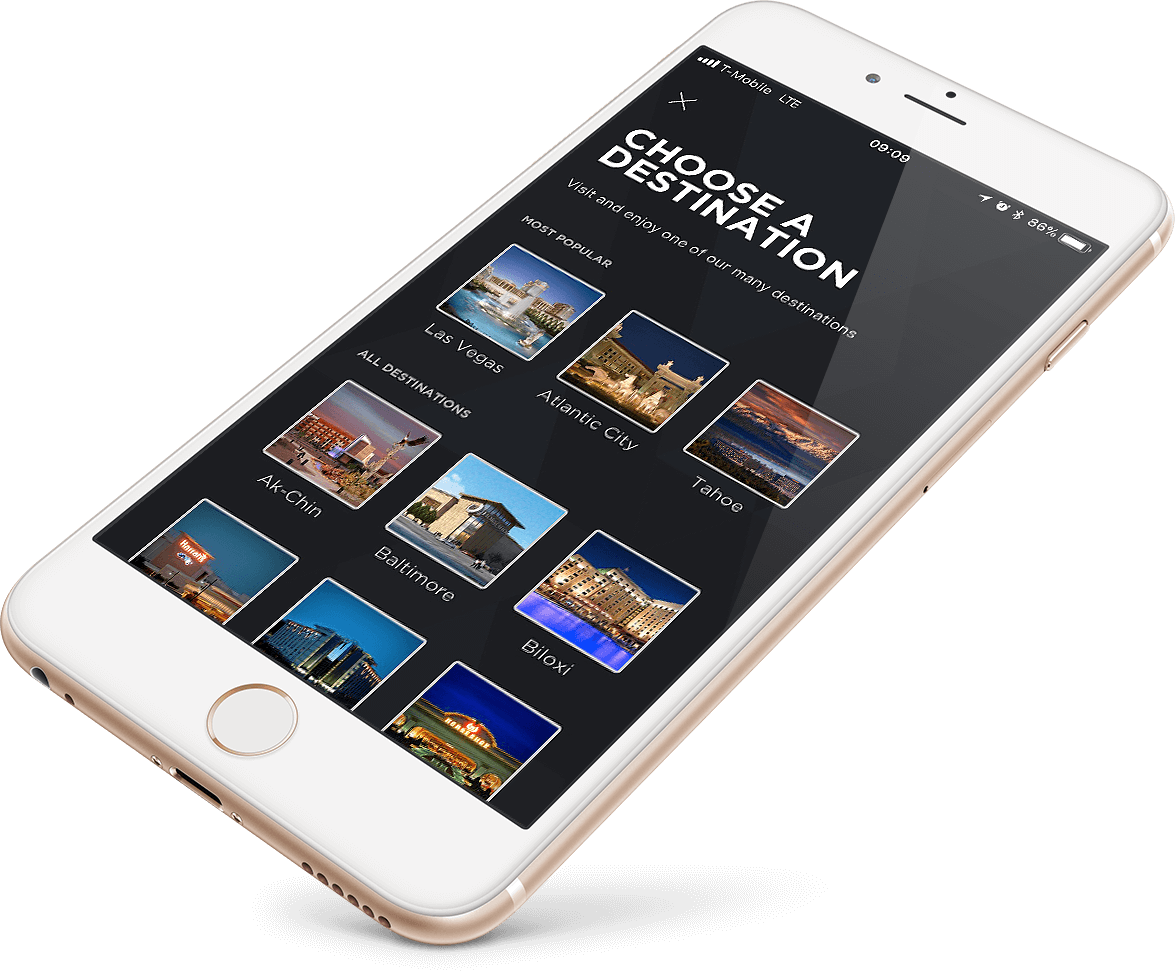 T-Mobile LTE
09:09
86%
CHOOSE A
DESTINATION
Visit and enjoy one of our many destinations
MOST POPULAR
Las Vegas
Atlantic City
Tahoe
ALL DESTINATIONS
Ak-Chin
Baltimore
Biloxi
Harrah's
HORSESHOE